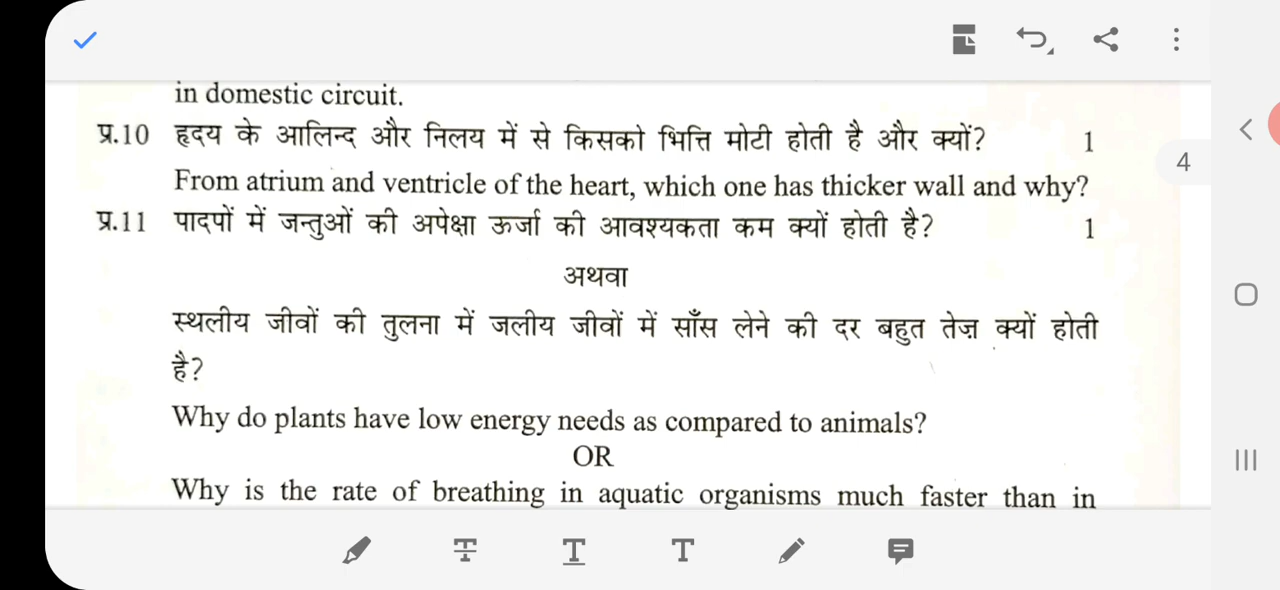 in domestic circuit.
प्र.10 हृदय के आलिन्द और निलय में से किसको भित्ति मोटी होती है और क्यों? 1
4
From atrium and ventricle of the heart, which one has thicker wall and why?
प्र.11 पादपों में जन्तुओं की अपेक्षा ऊर्जा की आवश्यकता कम क्यों होती है? 1
अथवा
स्थलीय जीवों की तुलना में जलीय जीवों में साँस लेने की दर बहुत तेज़ क्यों होती
है?
Why do plants have low energy needs as compared to animals?
OR
Why is the rate of breathing in aquatic organisms much faster than in
T T T